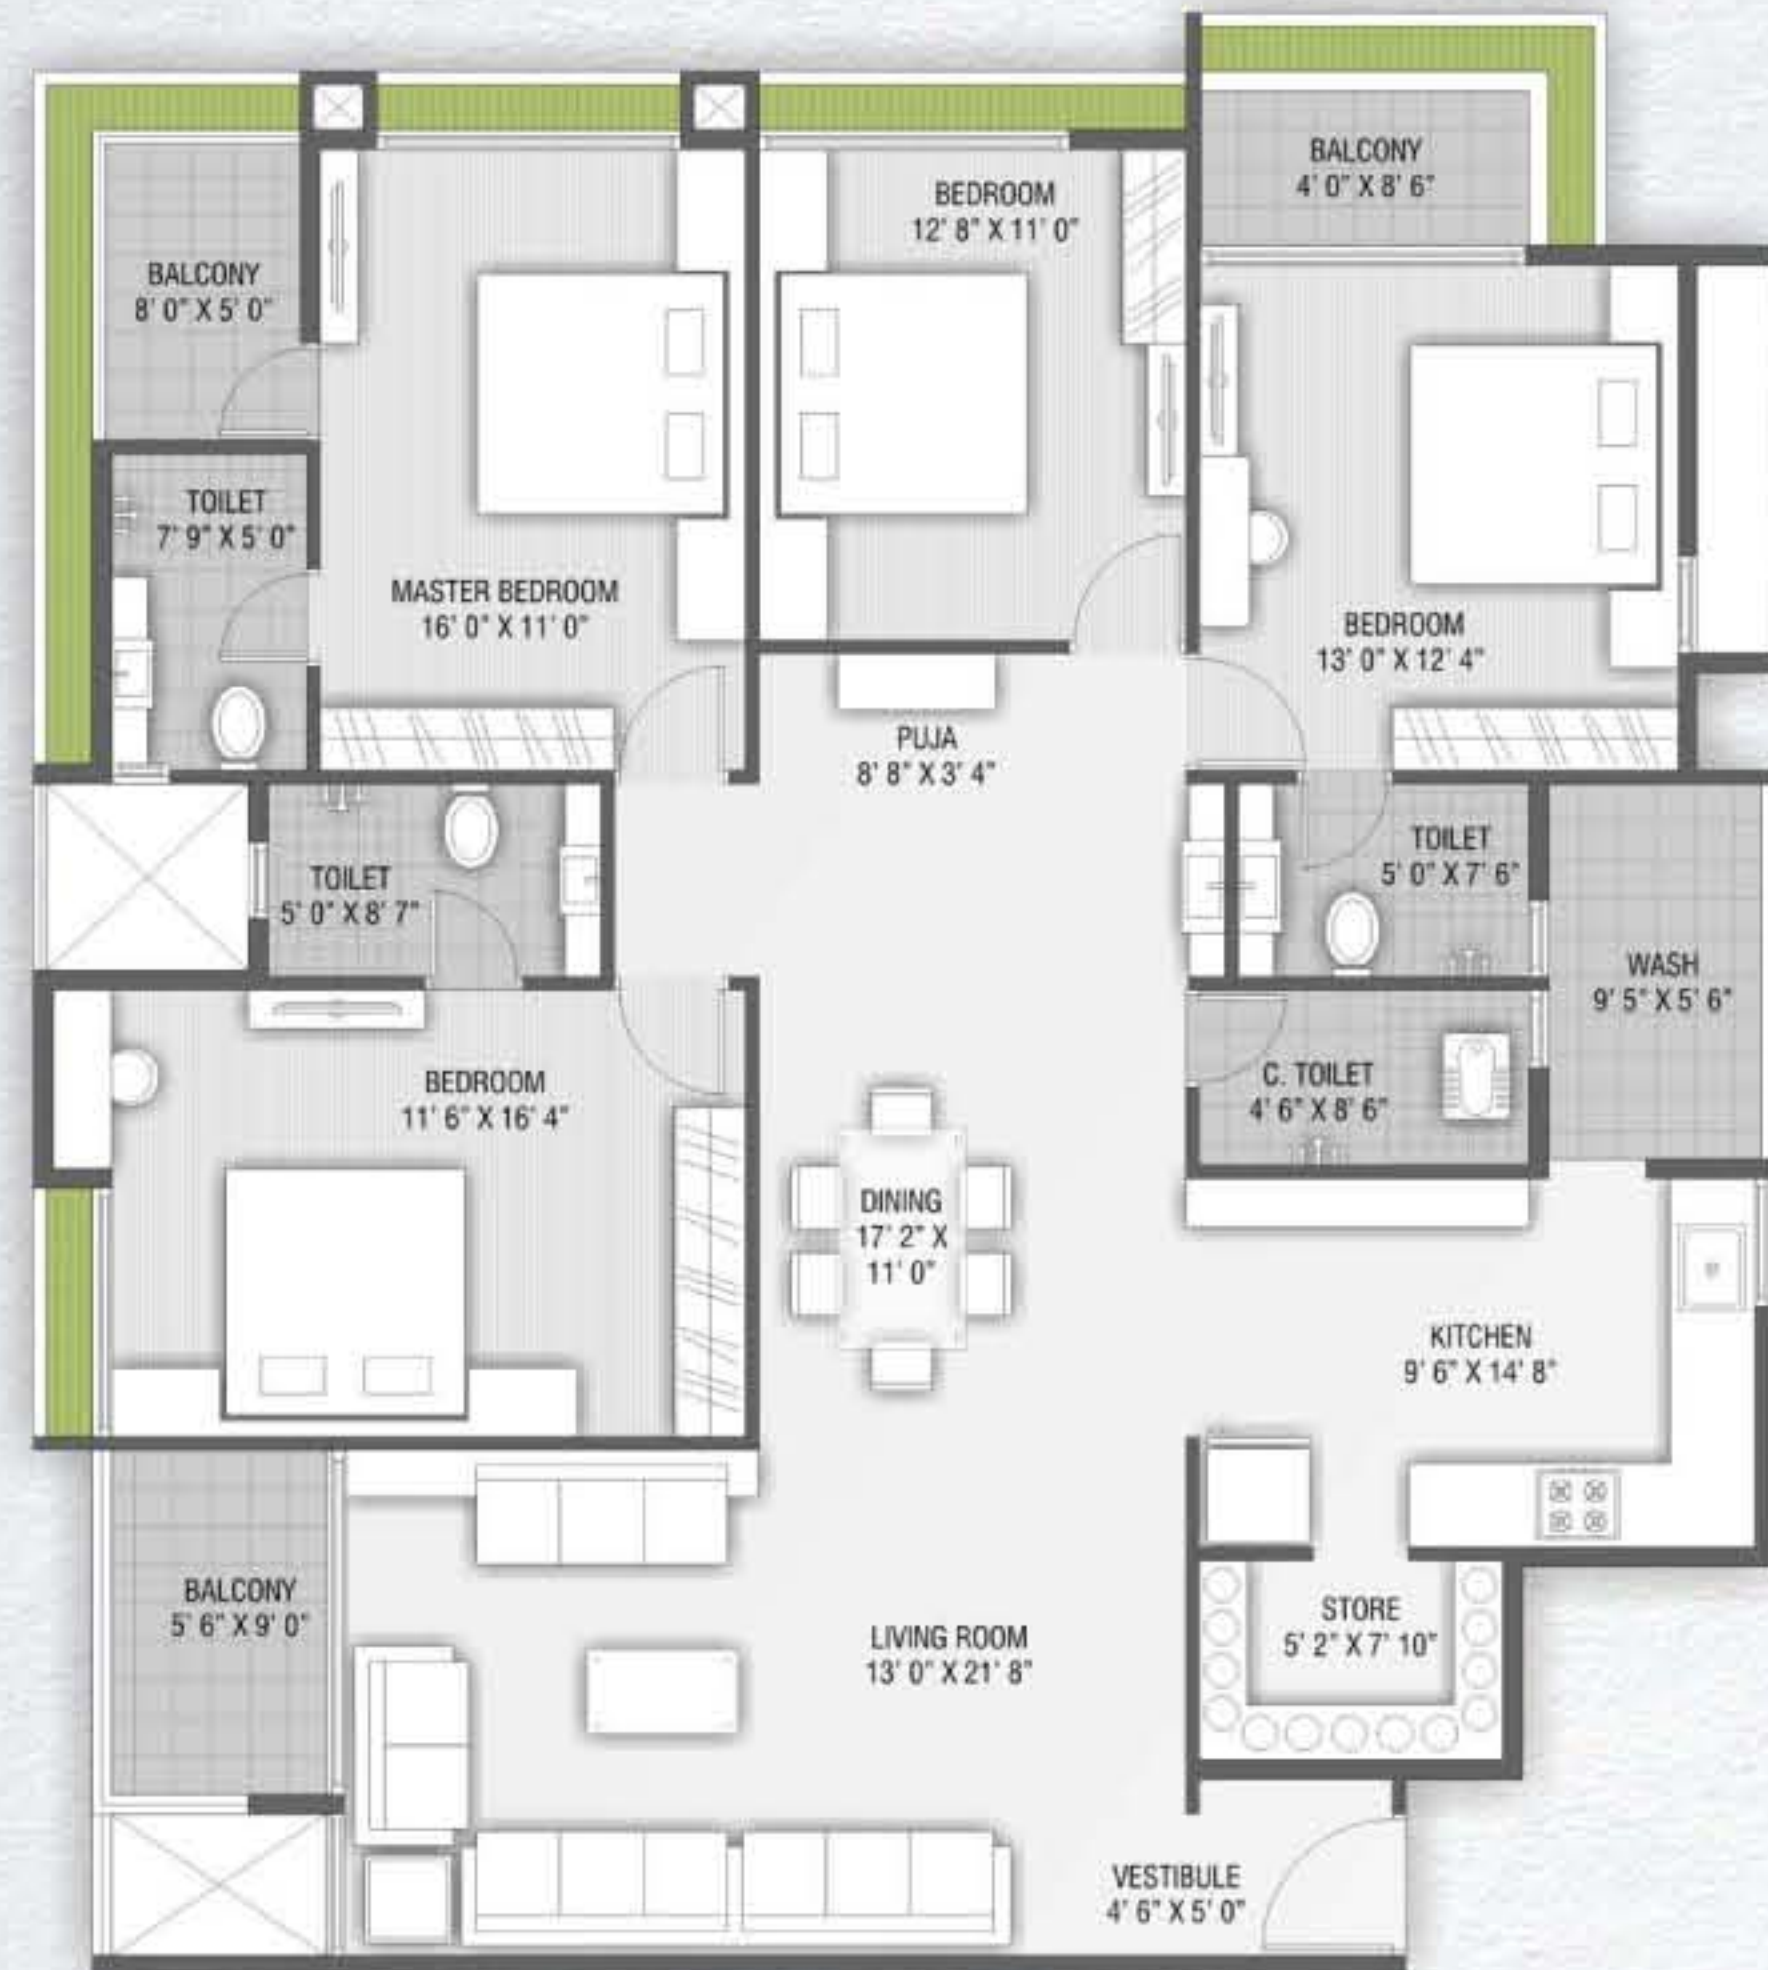 BALCONY
4' 0" X 8' 6"
BEDROOM
12' 8" X 11' 0"
BALCONY
8' 0" X 5' 0"
TOILET
7' 9" X 5' 0"
MASTER BEDROOM
16' 0" X 11' 0"
BEDROOM
13' 0" X 12' 4"
PUJA
8' 8" X 3' 4"
TOILET
5' 0" X 8' 7"
TOILET
5' 0" X 7' 6"
WASH
9' 5" X 5' 6"
BEDROOM
11' 6" X 16' 4"
C. TOILET
4' 6" X 8' 6"
DINING
17' 2" X
11' 0"
KITCHEN
9' 6" X 14' 8"
BALCONY
5' 6" X 9' 0"
LIVING ROOM
13' 0" X 21' 8"
STORE
5' 2" X 7' 10"
VESTIBULE
4' 6" X 5' 0"